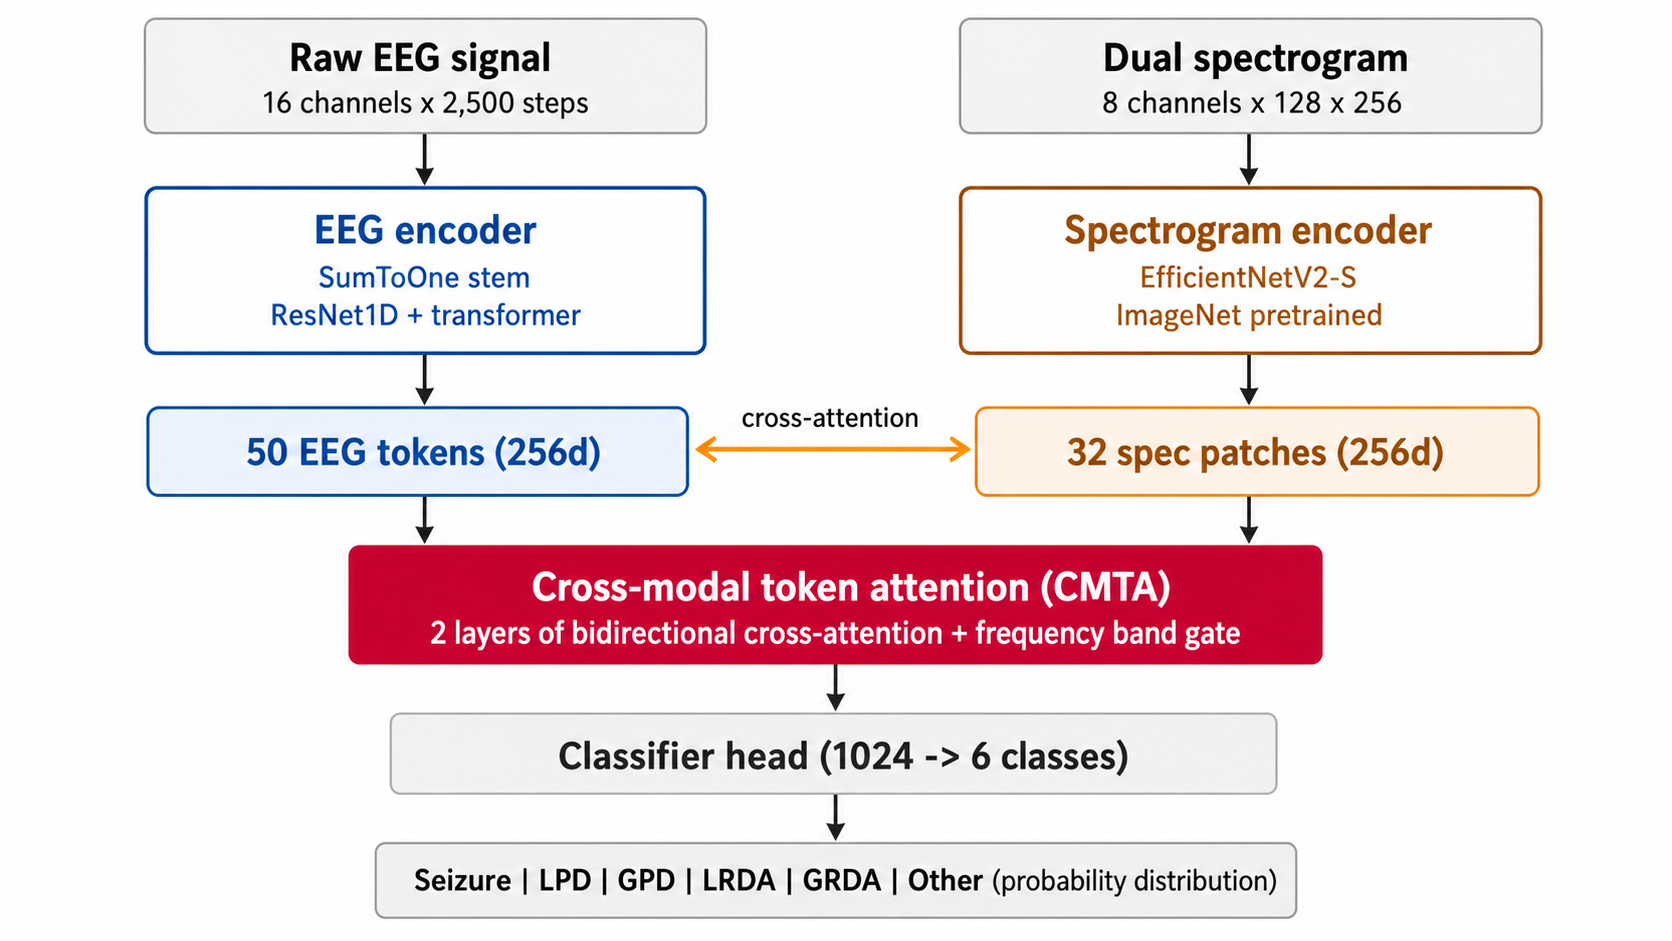 Raw EEG signal
16 channels x 2,500 steps
Dual spectrogram
8 channels x 128 x 256
EEG encoder
SumToOne stem
ResNet1D + transformer
Spectrogram encoder
EfficientNetV2-S
ImageNet pretrained
50 EEG tokens (256d)
cross-attention
32 spec patches (256d)
Cross-modal token attention (CMTA)
2 layers of bidirectional cross-attention + frequency band gate
Classifier head (1024 -> 6 classes)
Seizure | LPD | GPD | LRDA | GRDA | Other (probability distribution)